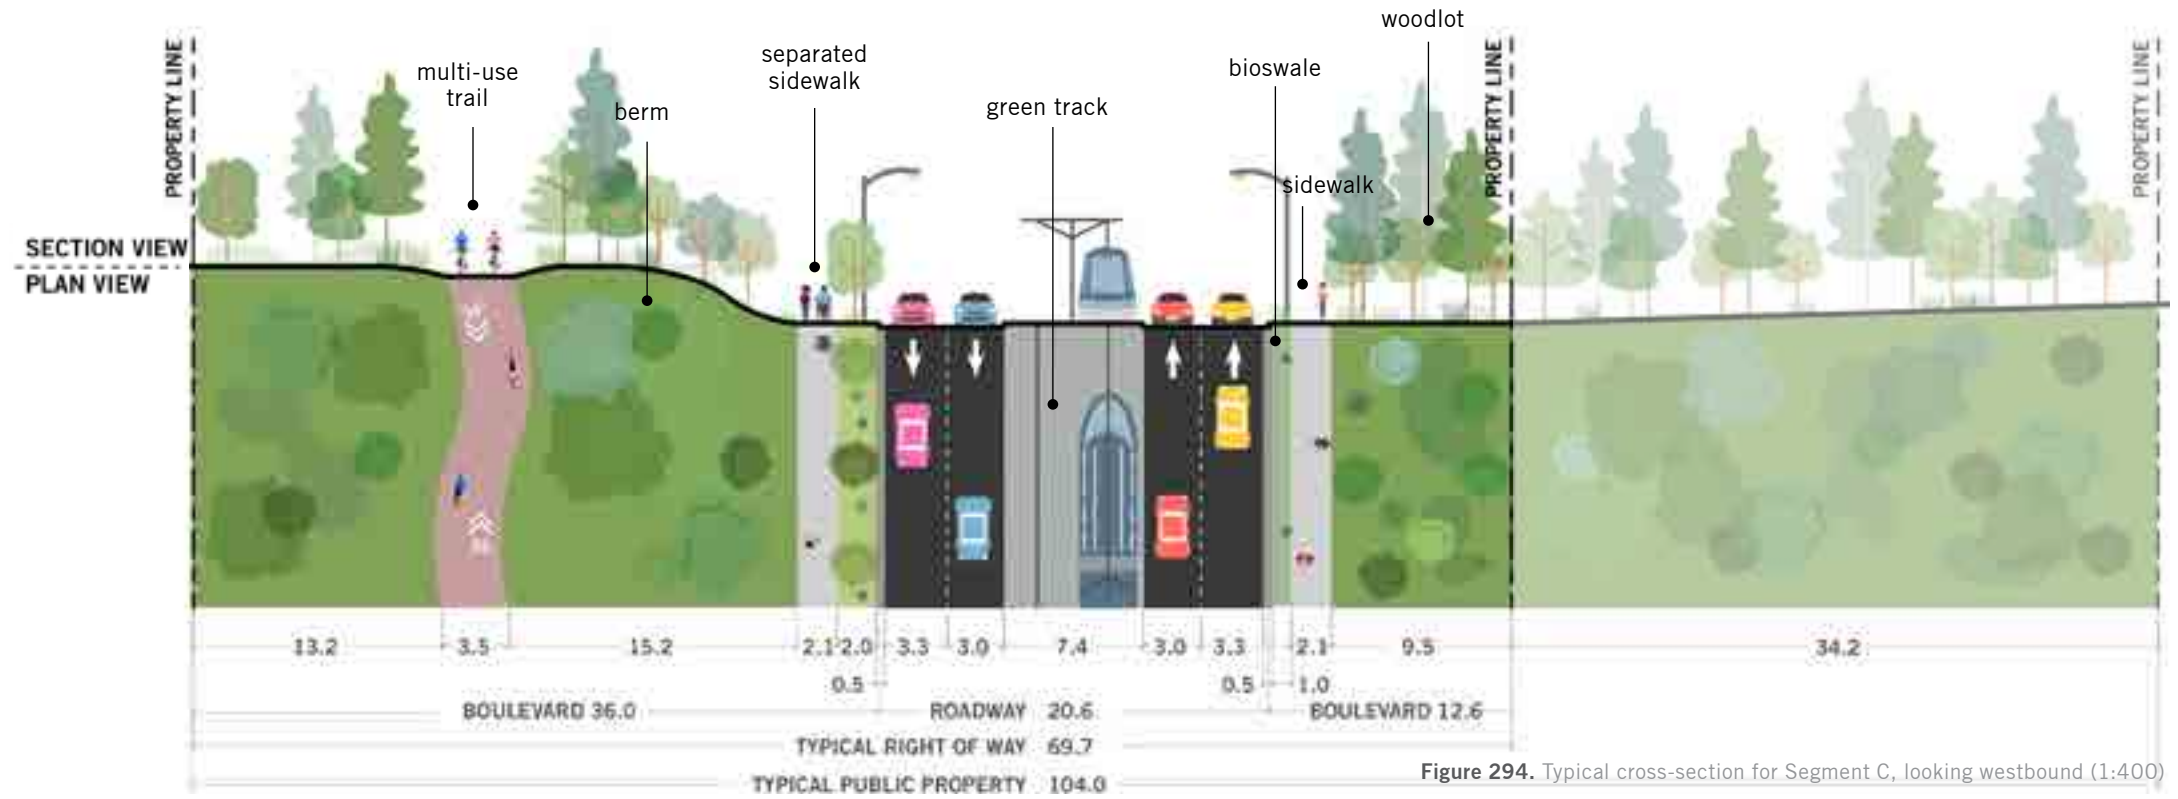 woodlot
separated
sidewalk
bioswale
multi-use
trail
berm
green track
sidewalk
PROPERTY LINE
PROPERTY LINE
PROPERTY LINE
SECTION VIEW
PLAN VIEW
13.2 3.5 15.2 2.1 2.0 3.3 3.0 7.4 3.0 3.3 2.1 9.5 34.2
0.5 0.5 1.0
BOULEVARD 36.0 ROADWAY 20.6 BOULEVARD 12.6
TYPICAL RIGHT OF WAY 69.7
TYPICAL PUBLIC PROPERTY 104.0
Figure 294. Typical cross-section for Segment C, looking westbound (1:400)